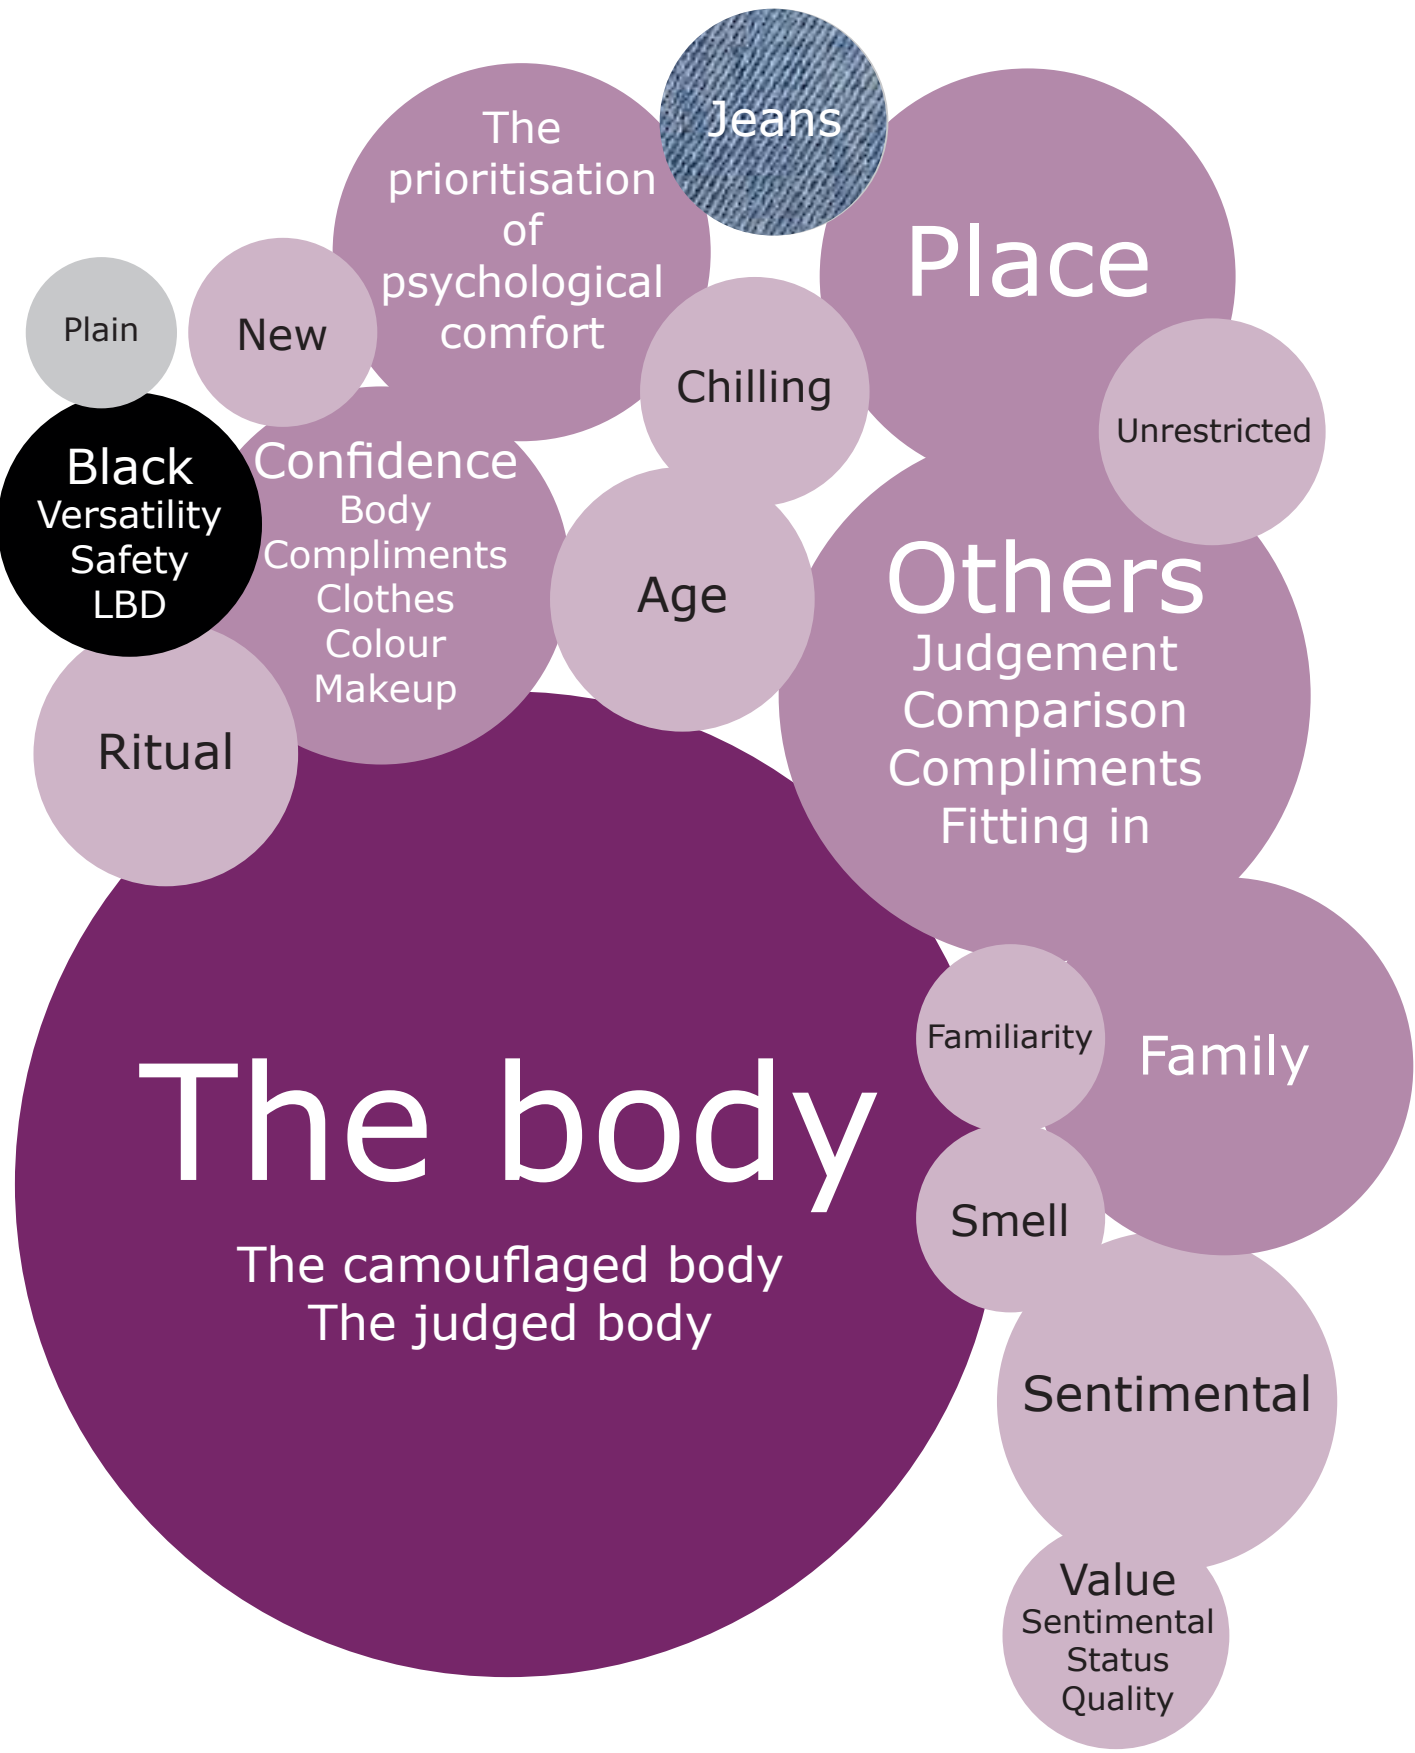 Jeans
The
prioritisation
of
psychological
comfort
Place
Plain
New
Chilling
Unrestricted
Black
Versatility
Safety
LBD
Confidence
Body
Compliments
Clothes
Colour
Makeup
Age
Others
Judgement
Comparison
Compliments
Fitting in
Ritual
Familiarity
Family
The body
The camouflaged body
The judged body
Smell
Sentimental
Value
Sentimental
Status
Quality